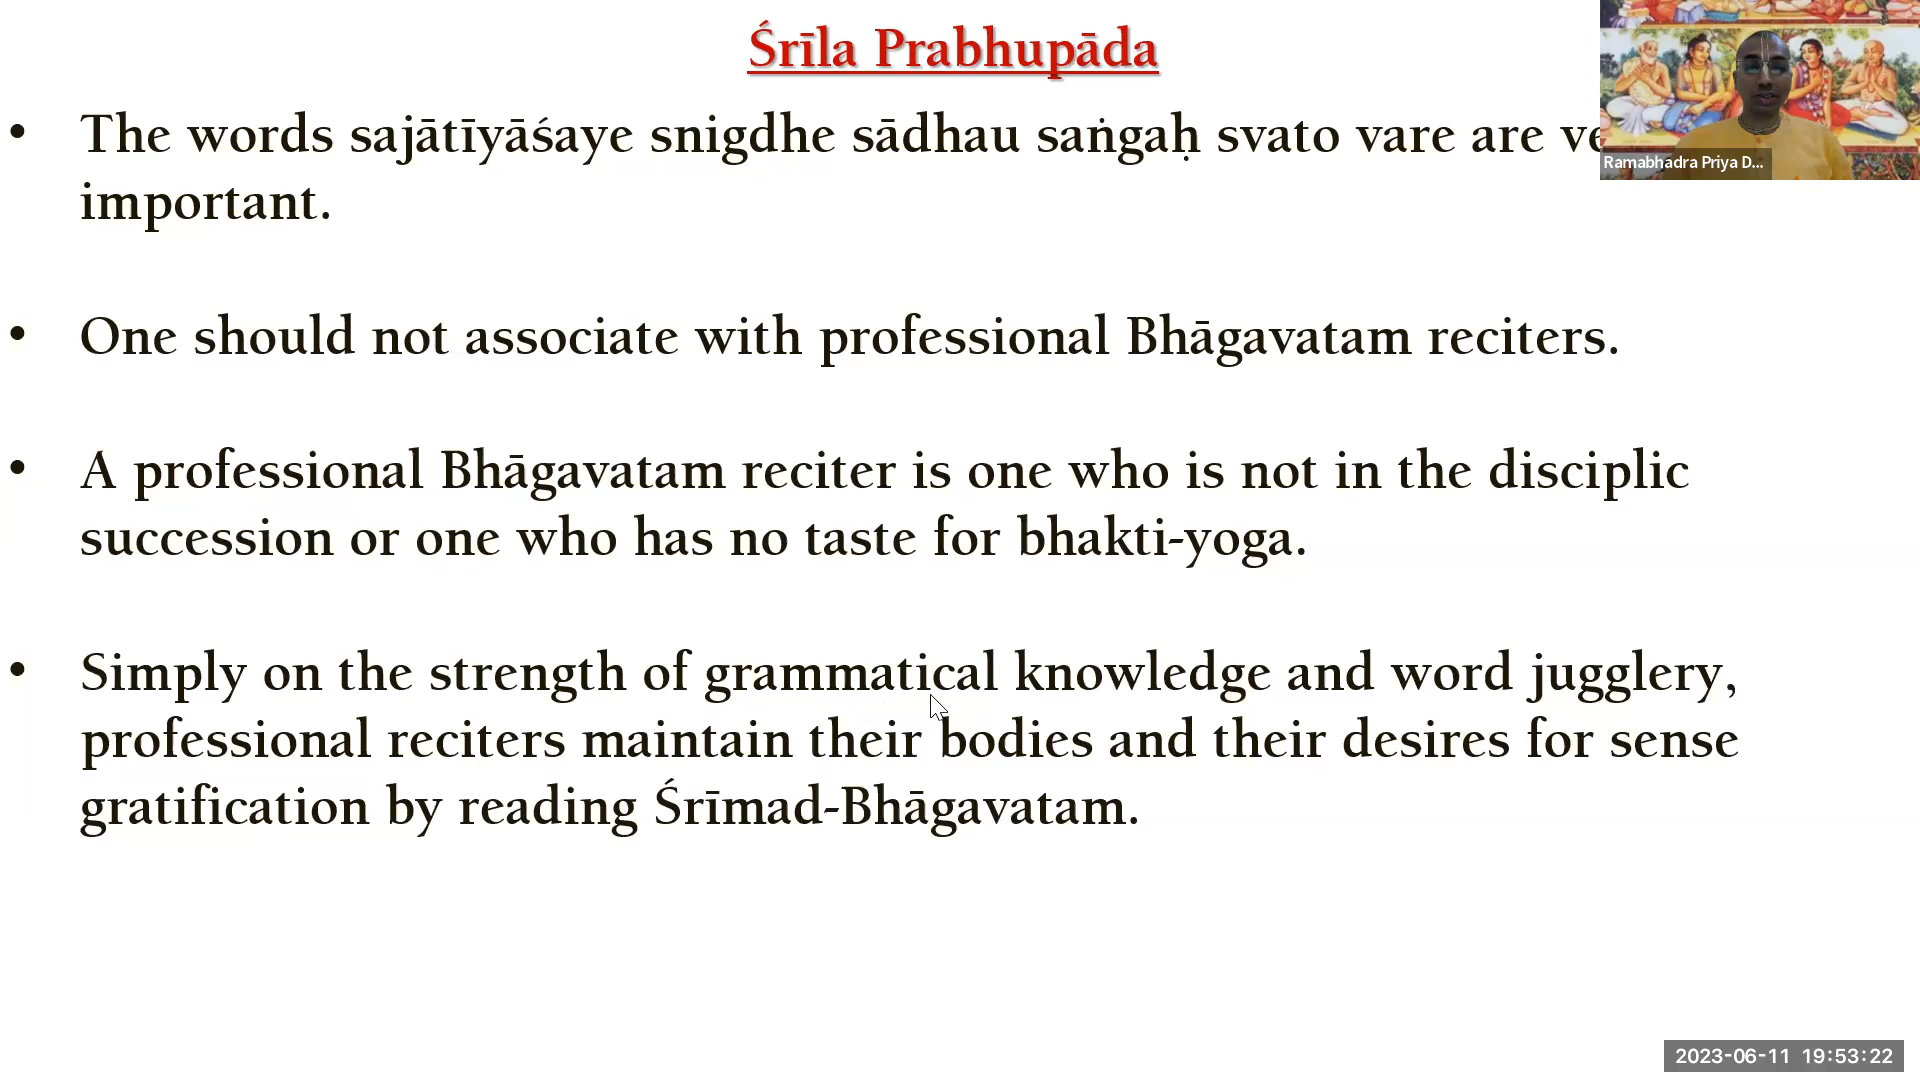 Śrīla Prabhupāda
• The words sajātīyāśaye snigdhe sādhau saṅgaḥ svato vare are ve
important.
• One should not associate with professional Bhāgavatam reciters.
• A professional Bhāgavatam reciter is one who is not in the disciplic
succession or one who has no taste for bhakti-yoga.
• Simply on the strength of grammatical knowledge and word jugglery,
professional reciters maintain their bodies and their desires for sense
gratification by reading Śrīmad-Bhāgavatam.
Ramabhadra Priya D...
2023-06-11 19:53:22